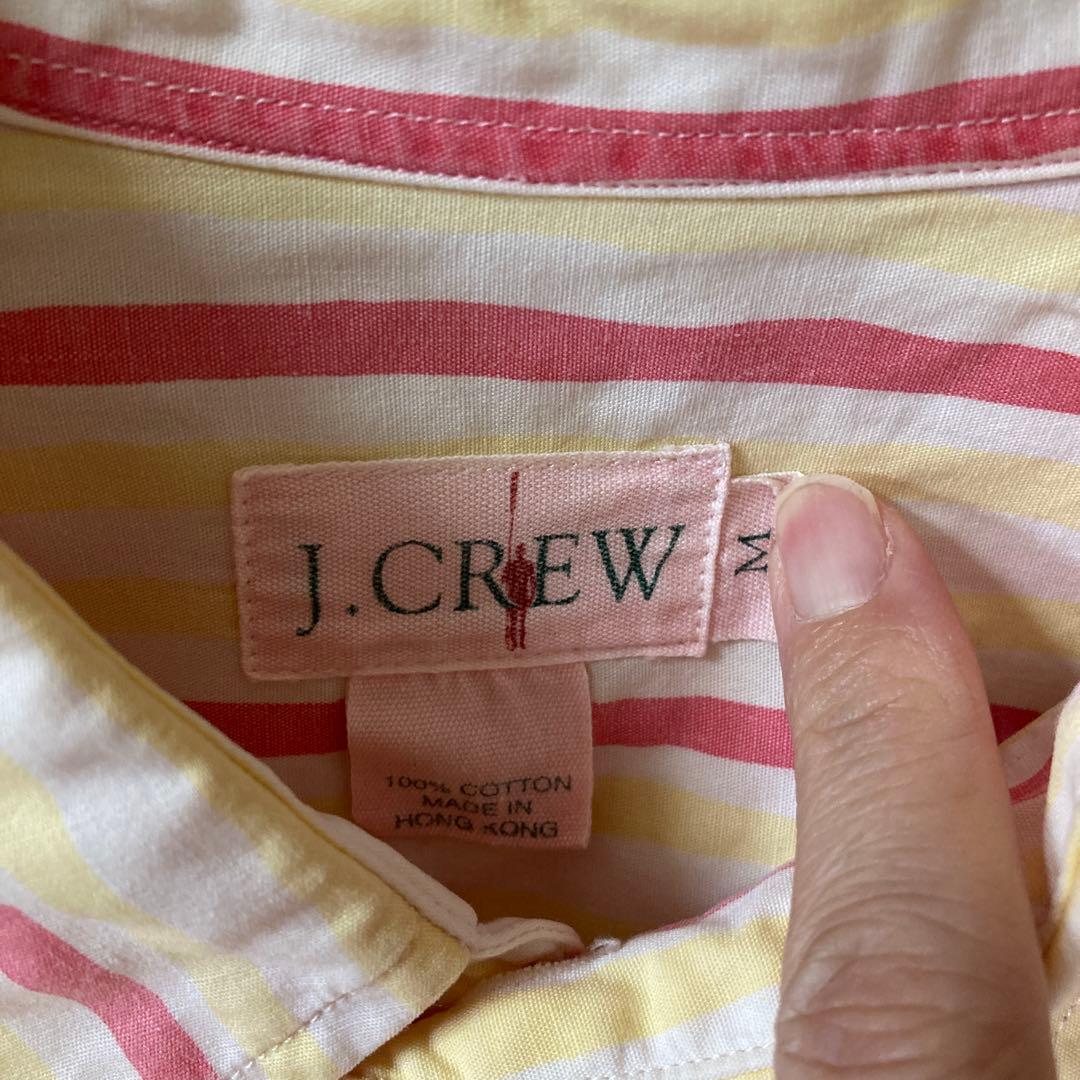 J.CREW
M
100% COTTON
MADE IN
HONG KONG